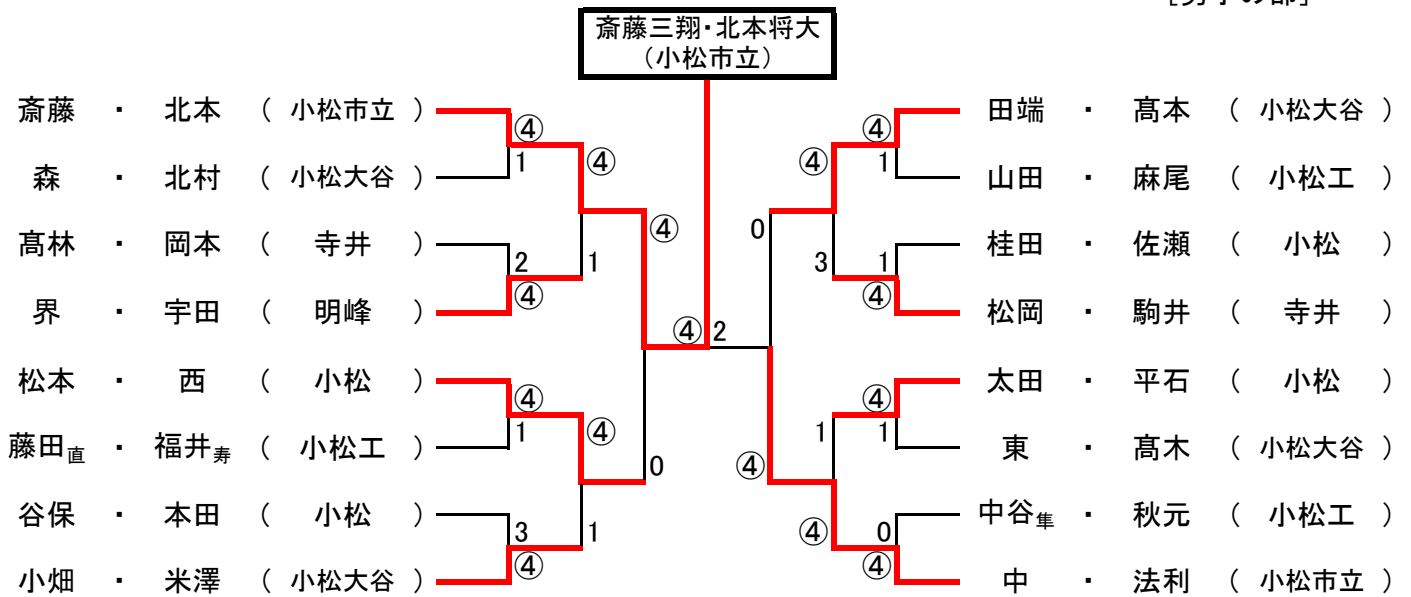 [男子の部]
斎藤三翔・北本将大
(小松市立)
斎藤 ・ 北本 ( 小松市立 )
森 ・ 北村 ( 小松大谷 )
髙林 ・ 岡本 ( 寺井 )
界 ・ 宇田 ( 明峰 )
松本 ・ 西 ( 小松 )
藤田直 ・ 福井寿 ( 小松工 )
谷保 ・ 本田 ( 小松 )
小畑 ・ 米澤 ( 小松大谷 )
④
1
2
④
④
1
3
④
④
1
④
1
④
0
④ 2
0
④
④
3
1
④
④
1
1
④
④
1
0
④
田端 ・ 髙本 ( 小松大谷 )
山田 ・ 麻尾 ( 小松工 )
桂田 ・ 佐瀬 ( 小松 )
松岡 ・ 駒井 ( 寺井 )
太田 ・ 平石 ( 小松 )
東 ・ 髙木 ( 小松大谷 )
中谷隼 ・ 秋元 ( 小松工 )
中 ・ 法利 ( 小松市立 )